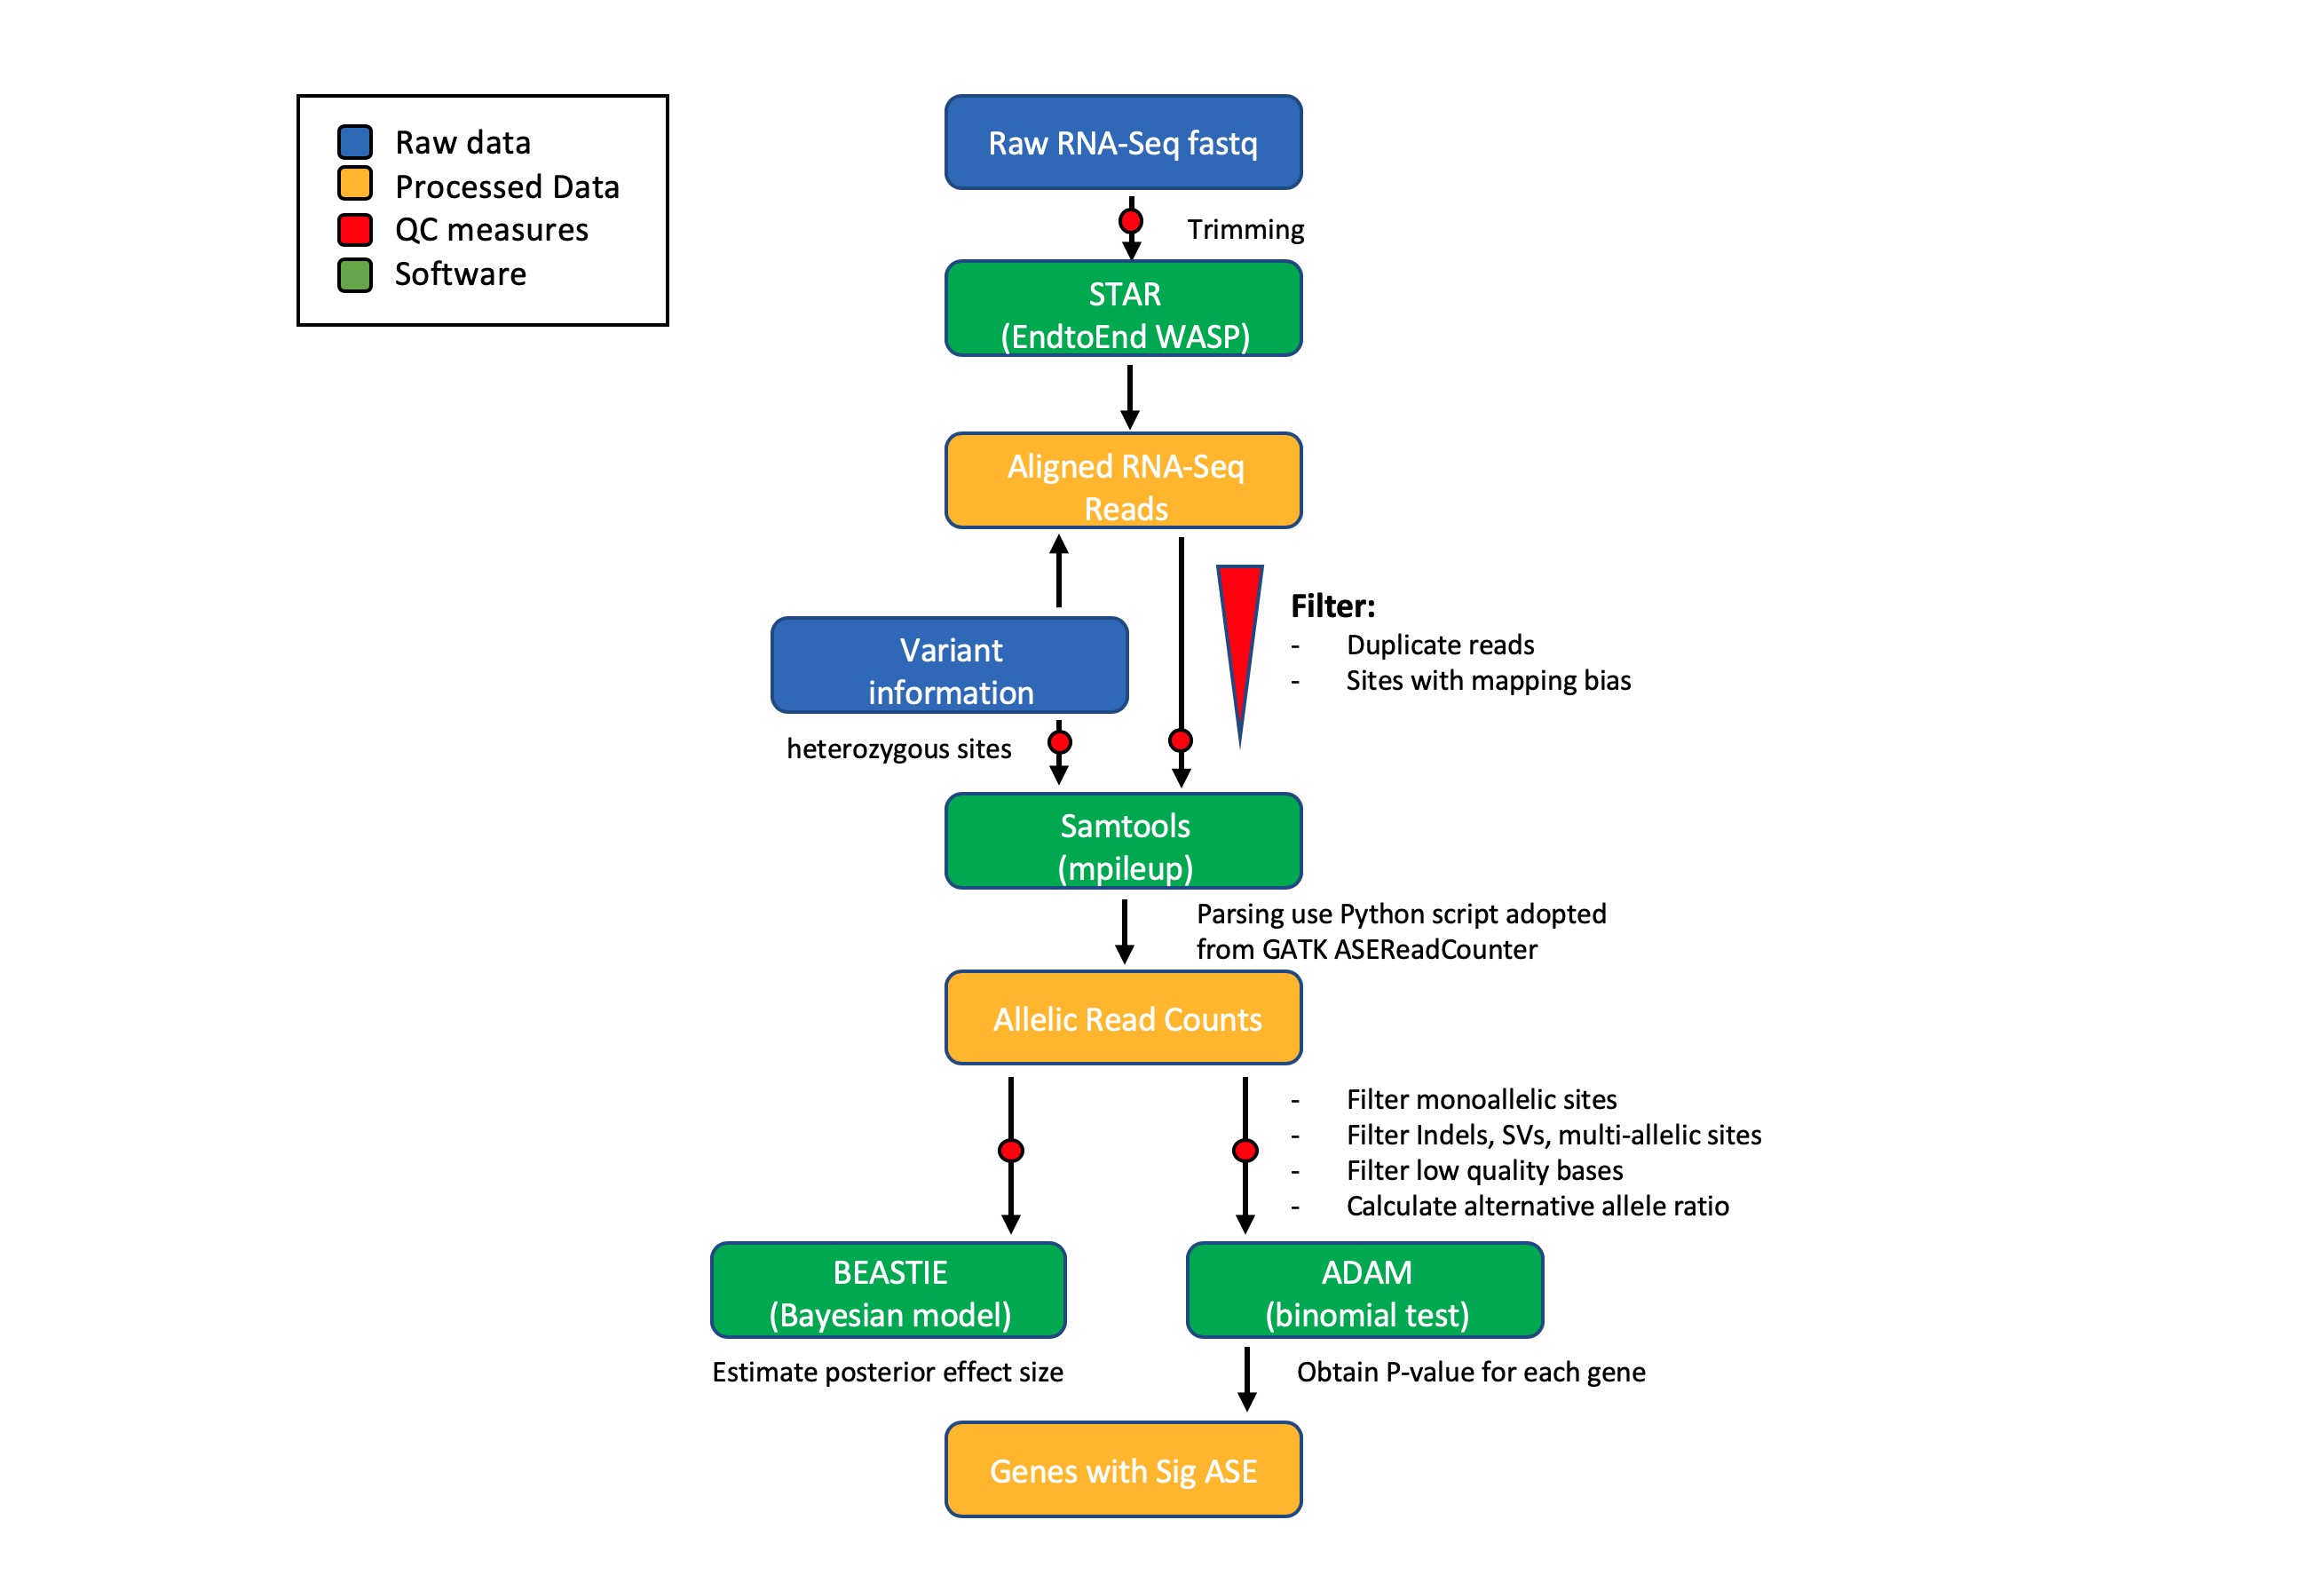 Raw data
Processed Data
QC measures
Software
Raw RNA-Seq fastq
Trimming
STAR
(EndtoEnd WASP)
Aligned RNA-Seq
Reads
Variant
information
Filter:
- Duplicate reads
- Sites with mapping bias
heterozygous sites
Samtools
(mpileup)
Parsing use Python script adopted
from GATK ASEReadCounter
Allelic Read Counts
- Filter monoallelic sites
- Filter Indels, SVs, multi-allelic sites
- Filter low quality bases
- Calculate alternative allele ratio
BEASTIE
(Bayesian model)
ADAM
(binomial test)
Estimate posterior effect size
Obtain P-value for each gene
Genes with Sig ASE